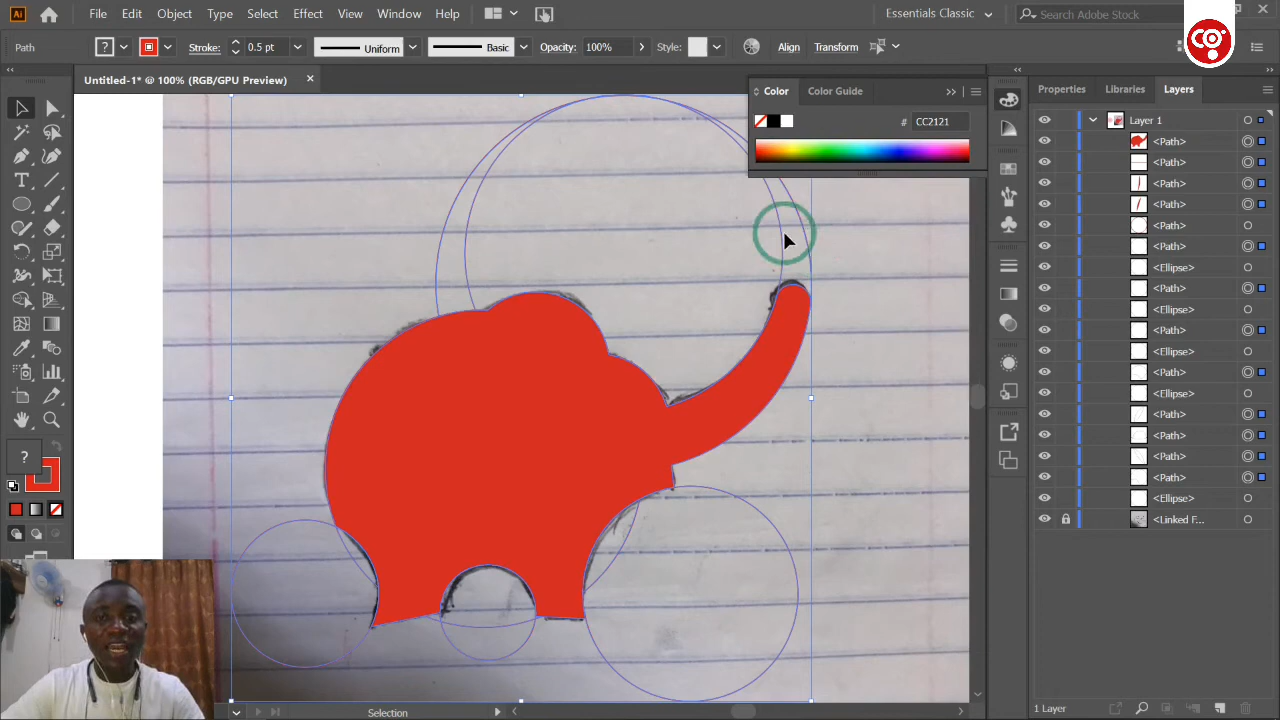 Ai
File Edit Object Type Select Effect View Window Help
Essentials Classic
Search Adobe Stock
Path
?
Stroke:
0.5 pt
Uniform
Basic
Opacity: 100%
Style:
Align
Transform
Untitled-1* @ 100% (RGB/GPU Preview)
Color
Color Guide
# CC2121
Properties
Libraries
Layers
Layer 1
<Path>
<Path>
<Path>
<Path>
<Path>
<Path>
<Ellipse>
<Path>
<Ellipse>
<Path>
<Ellipse>
<Path>
<Ellipse>
<Path>
<Path>
<Path>
<Path>
<Ellipse>
<Linked F...
?
Selection
1 Layer